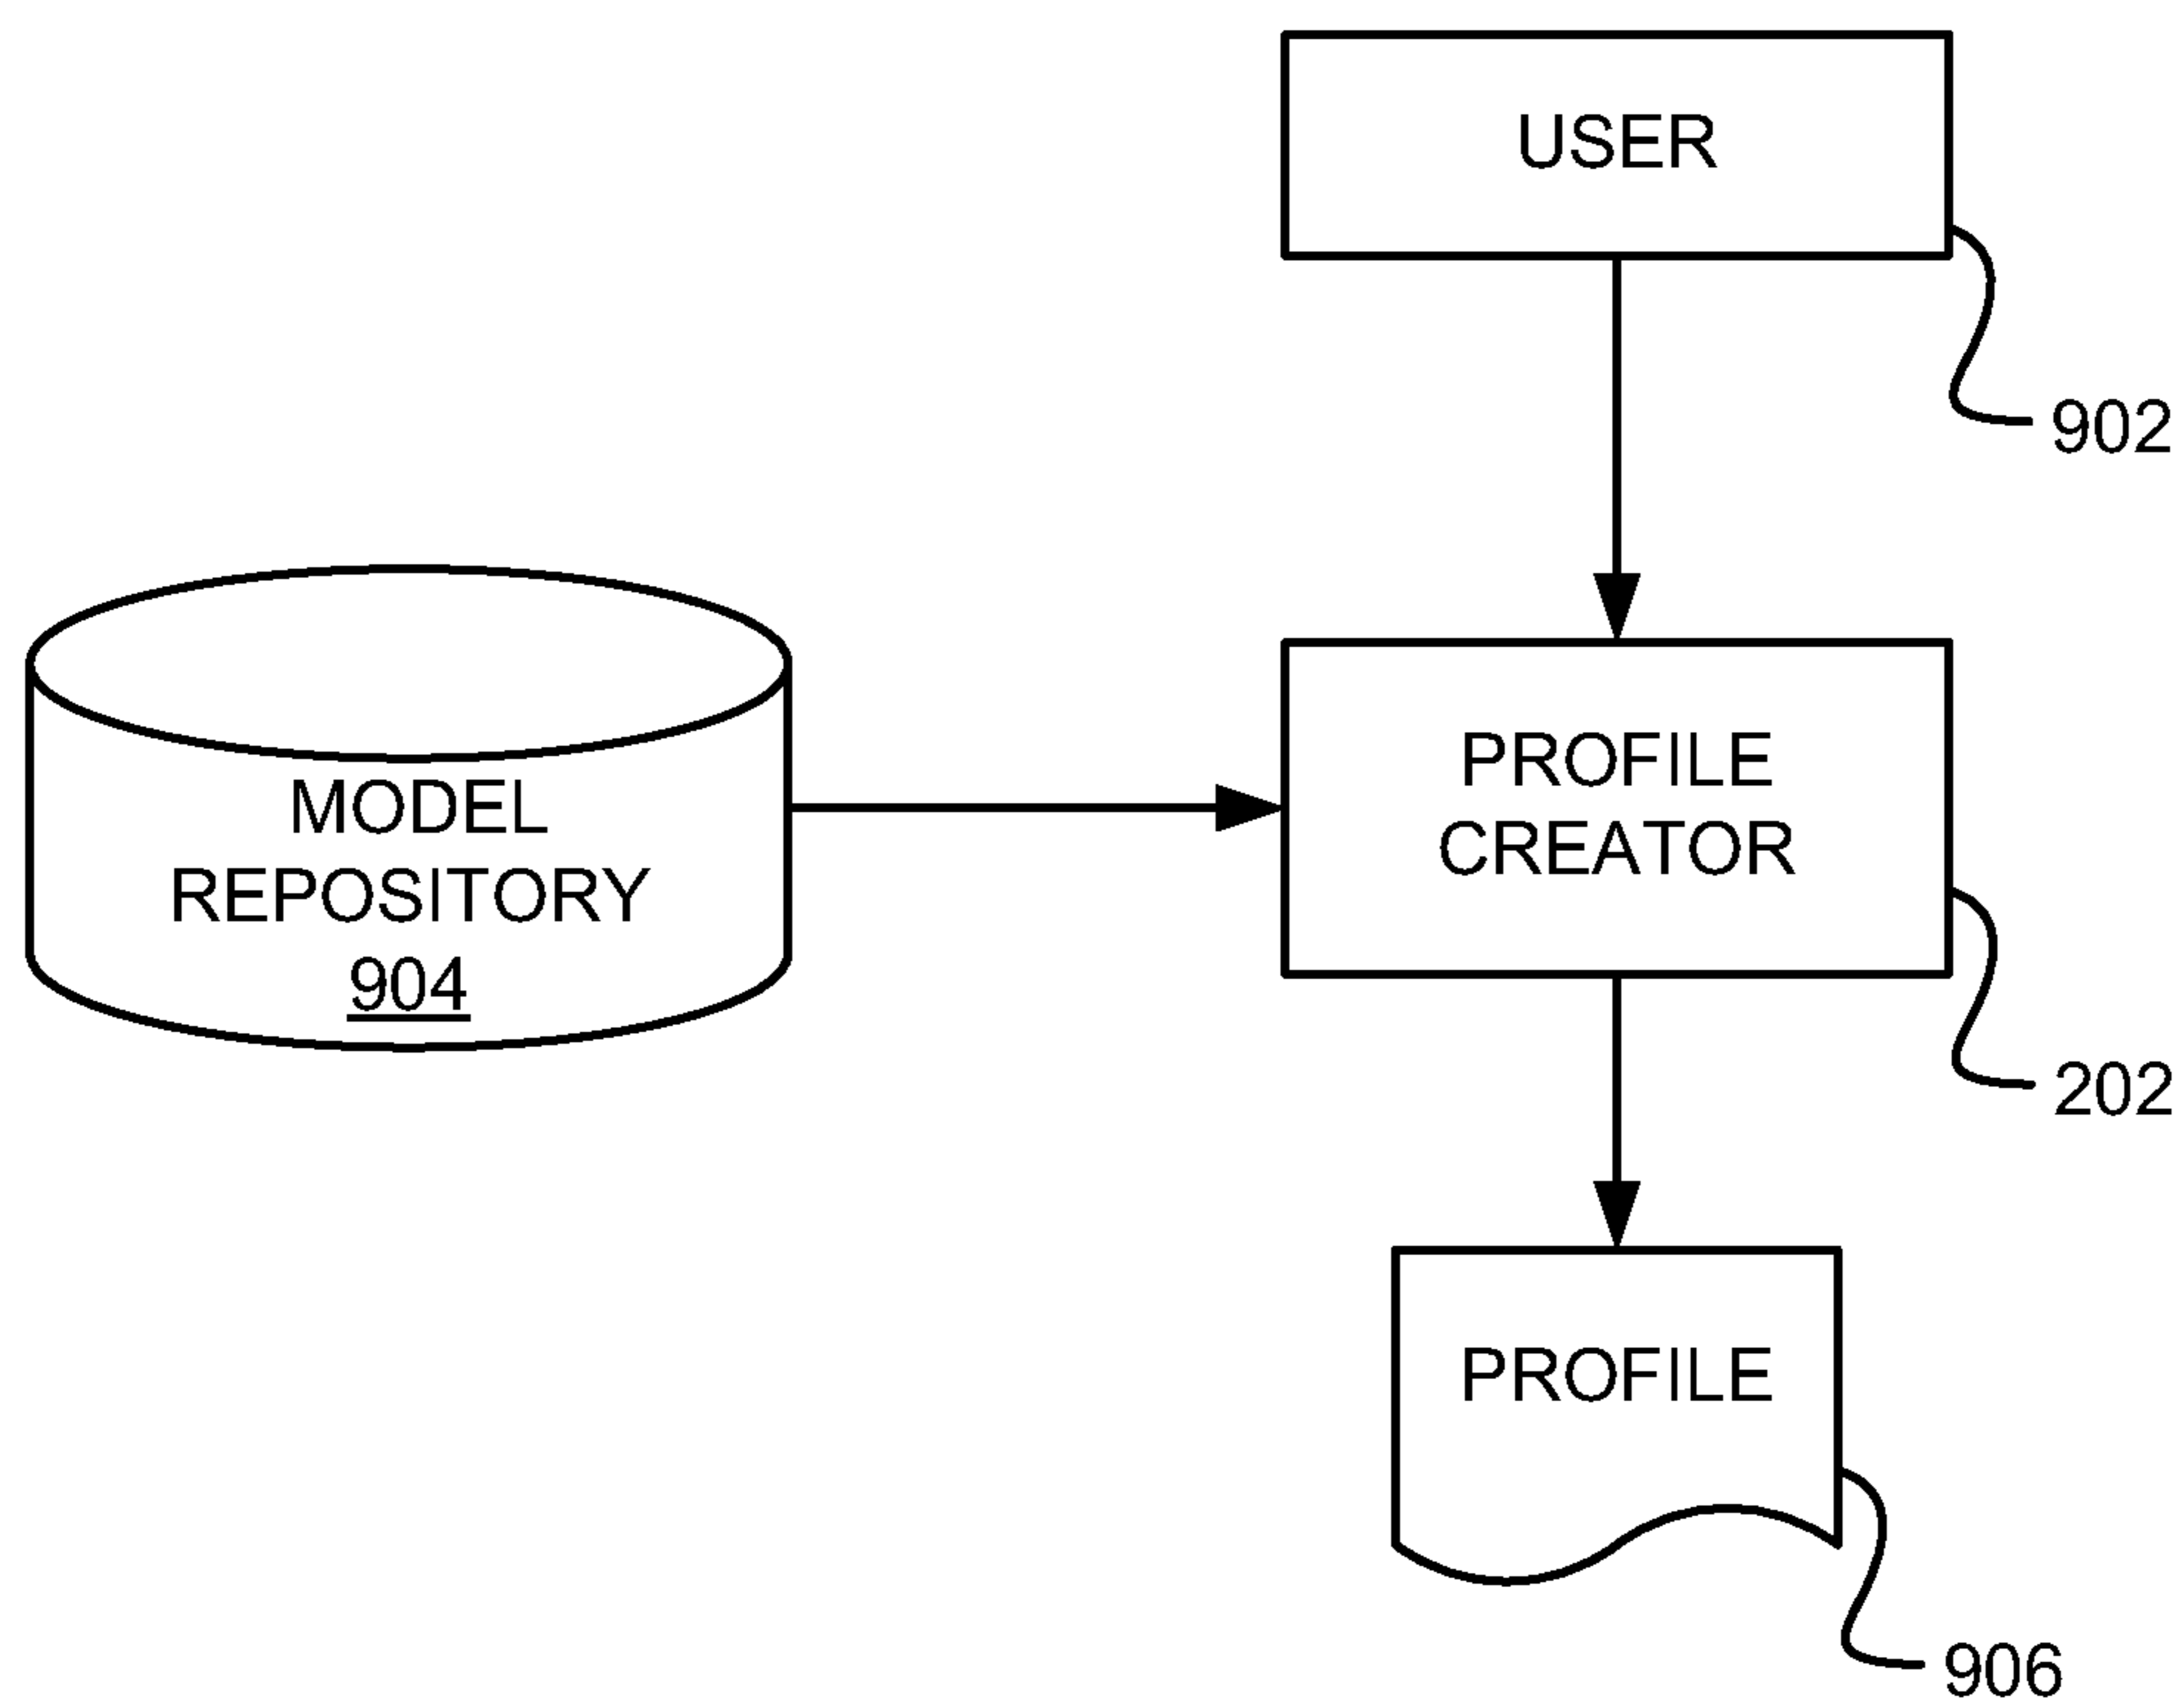 USER
902
MODEL
REPOSITORY
904
PROFILE
CREATOR
202
PROFILE
906